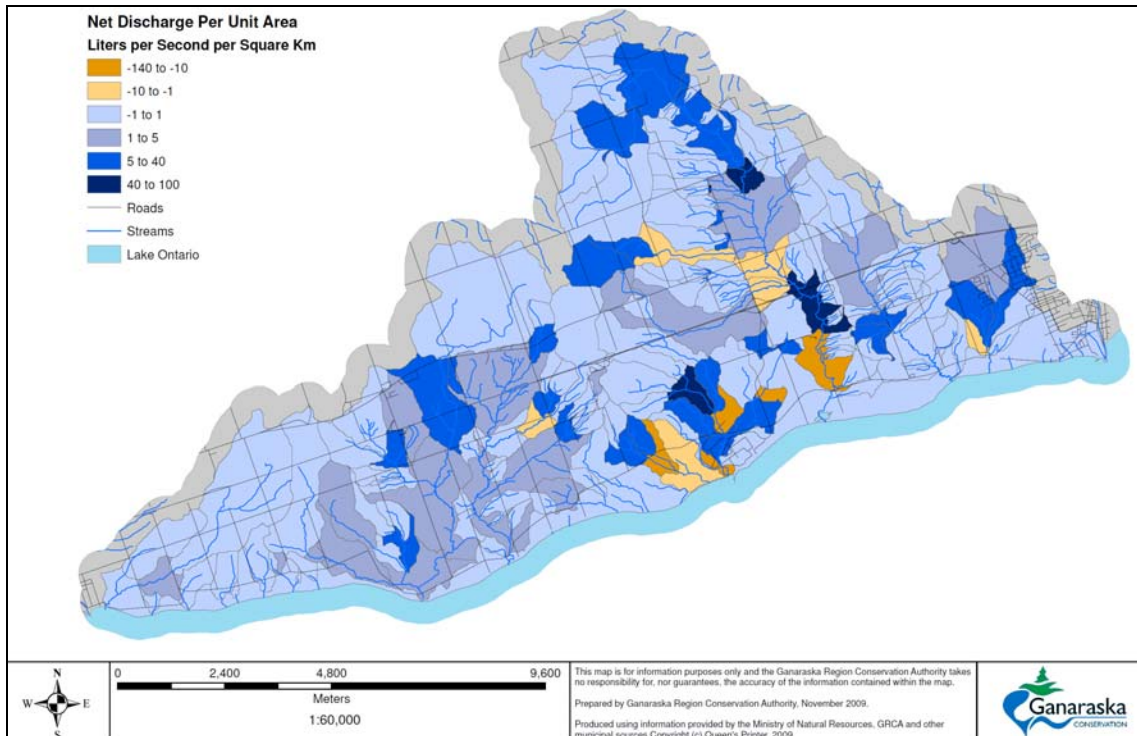 Net Discharge Per Unit Area
Liters per Second per Square Km
-140 to -10
-10 to -1
-1 to 1
1 to 5
5 to 40
40 to 100
Roads
Streams
Lake Ontario
N
W E
S
0 2,400 4,800 9,600
Meters
1:60,000
This map is for information purposes only and the Ganaraska Region Conservation Authority takes
no responsibility for, nor guarantees, the accuracy of the information contained within the map.
Prepared by Ganaraska Region Conservation Authority, November 2009.
Produced using information provided by the Ministry of Natural Resources, GRCA and other
municipal sources Copyright (c) Queen's Printer, 2009
Ganaraska
CONSERVATION